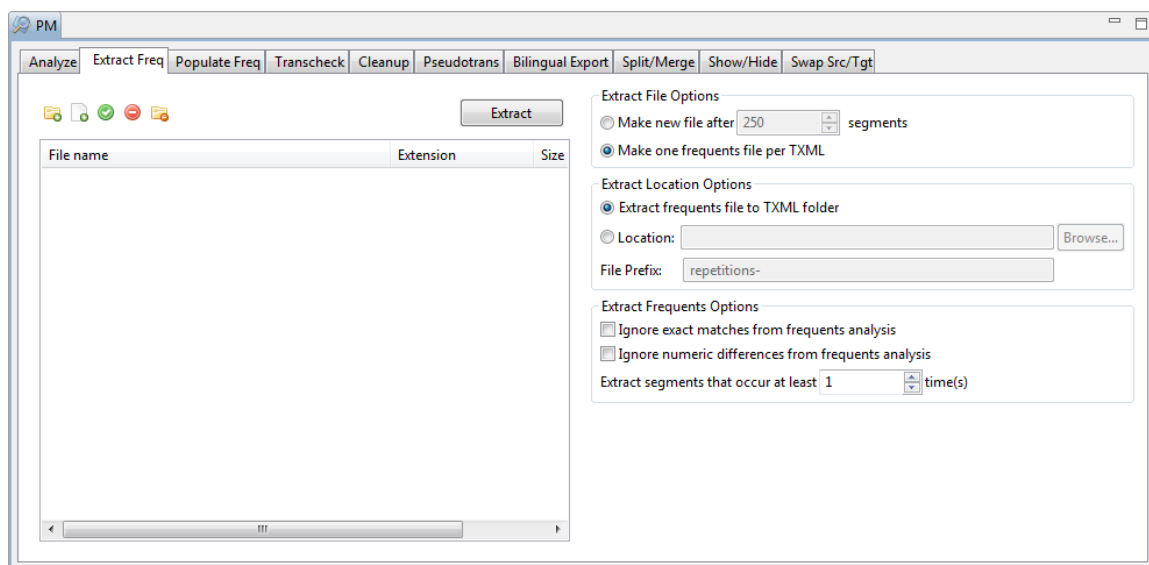 PM
Analyze Extract Freq Populate Freq Transcheck Cleanup Pseudotrans Bilingual Export Split/Merge Show/Hide Swap Src/Tgt
Extract
File name Extension Size
Extract File Options
Make new file after 250 segments
Make one frequents file per TXML
Extract Location Options
Extract frequents file to TXML folder
Location: Browse...
File Prefix: repetitions-
Extract Frequents Options
Ignore exact matches from frequents analysis
Ignore numeric differences from frequents analysis
Extract segments that occur at least 1 time(s)